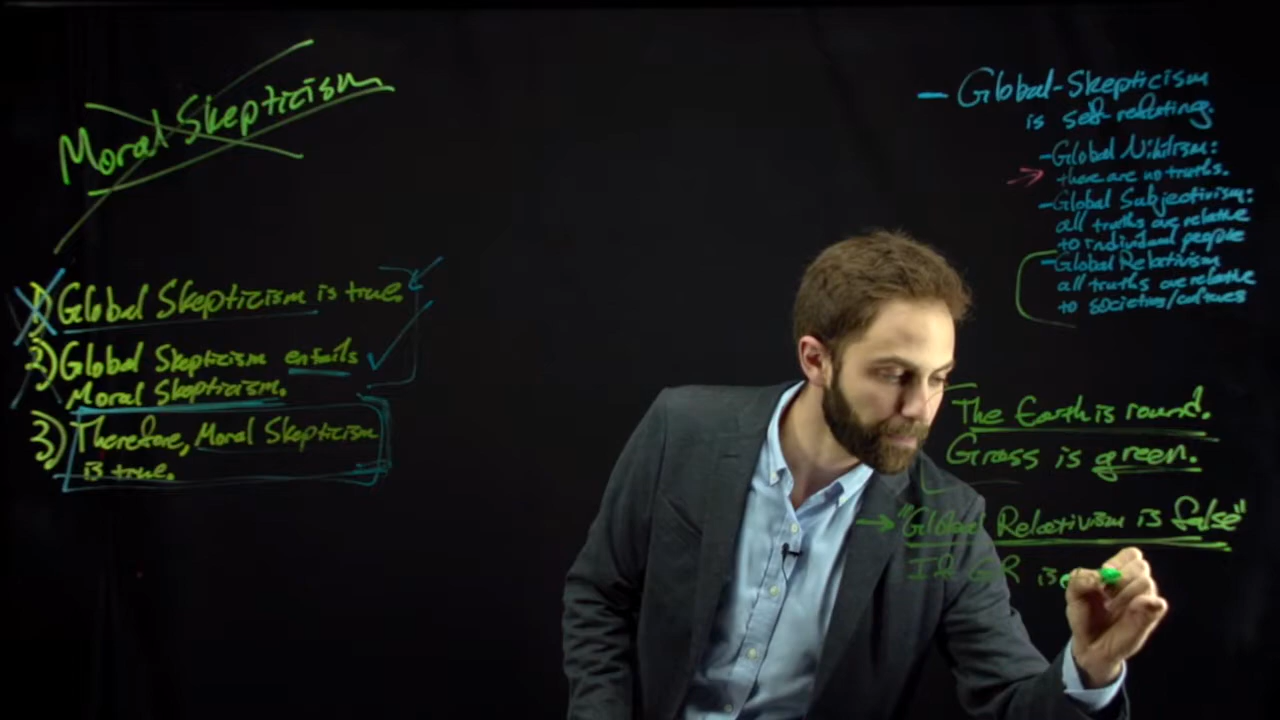 Moral Skepticism
1) Global Skepticism is true.
2) Global Skepticism entails
Moral Skepticism.
3) Therefore, Moral Skepticism
is true.
– Global-Skepticism
is self refuting.
– Global Nihilism:
there are no truths.
– Global Subjectivism:
all truths are relative
to individual people
– Global Relativism
all truths are relative
to societies/cultures
The Earth is round.
Grass is green.
→ "Global Relativism is false"
If GR is